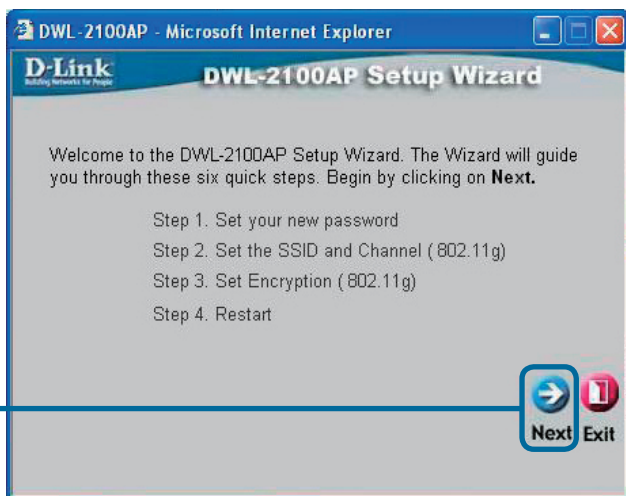 DWL-2100AP - Microsoft Internet Explorer
D-Link
Building Networks for People
DWL-2100AP Setup Wizard
Welcome to the DWL-2100AP Setup Wizard. The Wizard will guide
you through these six quick steps. Begin by clicking on Next.
Step 1. Set your new password
Step 2. Set the SSID and Channel ( 802.11g)
Step 3. Set Encryption ( 802.11g)
Step 4. Restart
Next Exit